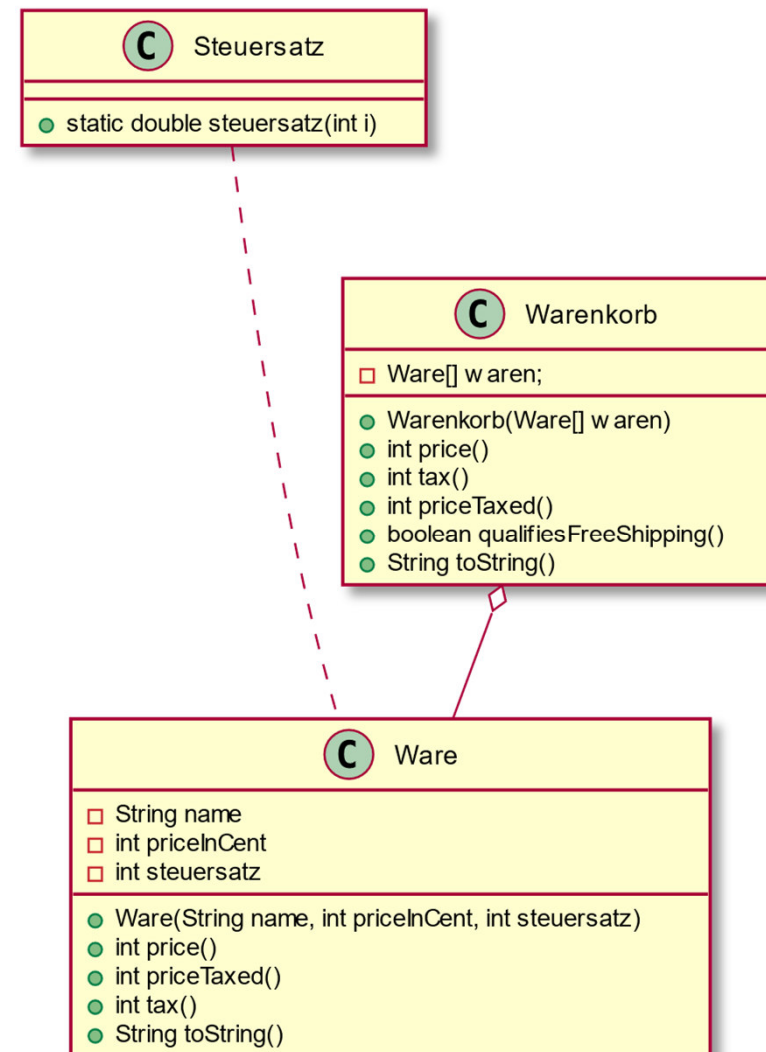 C Steuersatz
static double steuersatz(int i)
C Warenkorb
Ware[] waren;
Warenkorb(Ware[] waren)
int price()
int tax()
int priceTaxed()
boolean qualifiesFreeShipping()
String toString()
C Ware
String name
int priceInCent
int steuersatz
Ware(String name, int priceInCent, int steuersatz)
int price()
int priceTaxed()
int tax()
String toString()